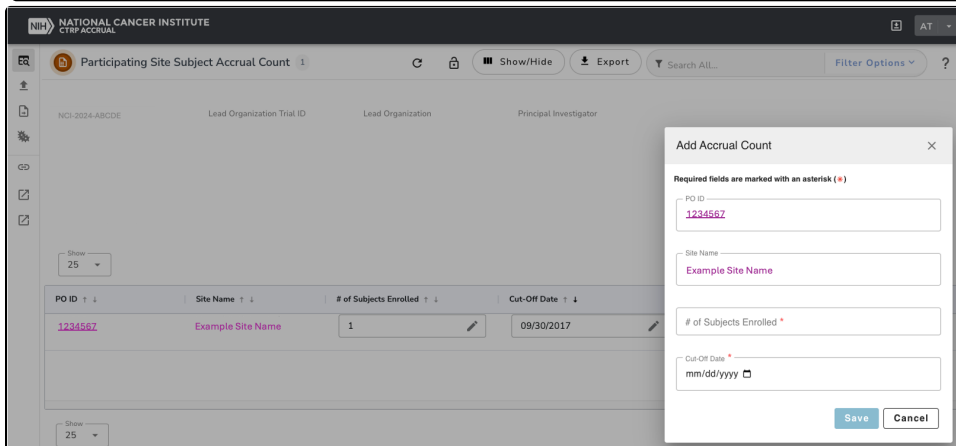 NIH NATIONAL CANCER INSTITUTE
CTRP ACCRUAL
AT
Participating Site Subject Accrual Count 1
Show/Hide
Export
Search All...
Filter Options
?
NCI-2024-ABCDE
Lead Organization Trial ID
Lead Organization
Principal Investigator
Show
25
PO ID ↑ ↓
Site Name ↑ ↓
# of Subjects Enrolled ↑ ↓
Cut-Off Date ↑ ↓
1234567
Example Site Name
1
09/30/2017
Show
25
Add Accrual Count
Required fields are marked with an asterisk (*)
PO ID
1234567
Site Name
Example Site Name
# of Subjects Enrolled *
Cut-Off Date *
mm/dd/yyyy
Save
Cancel